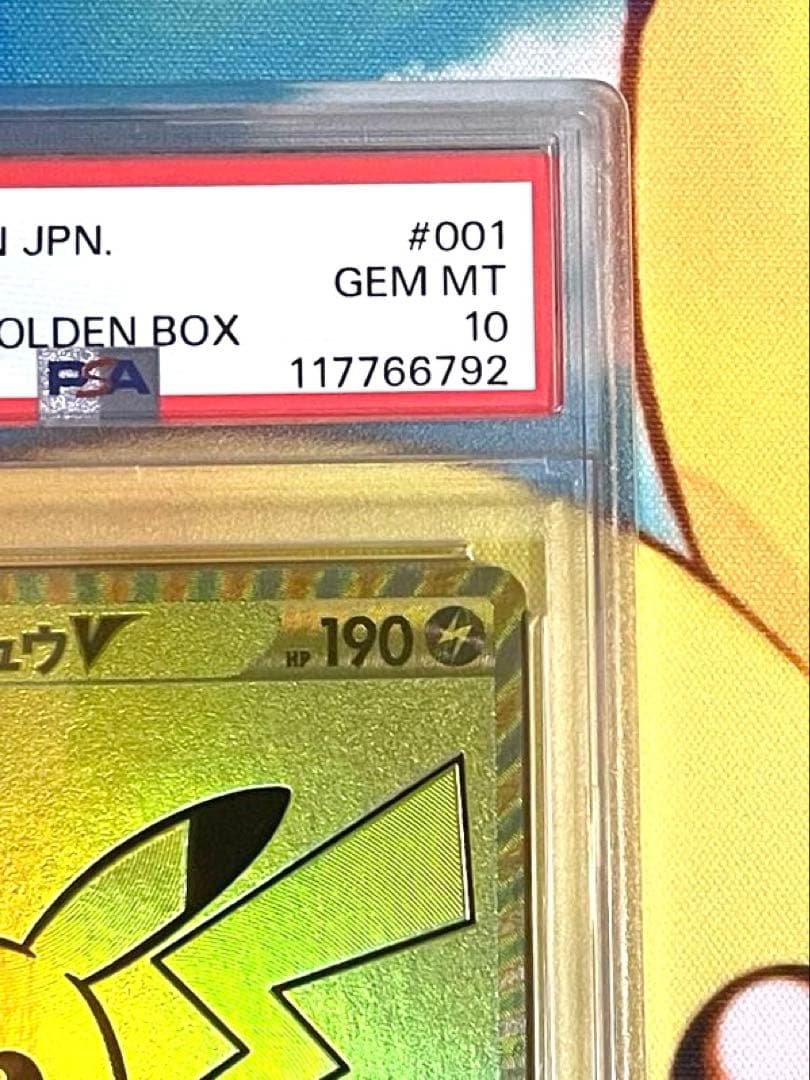 N JPN.
#001
GEM MT
OLDEN BOX
10
PSA
117766792
ュウV
HP 190